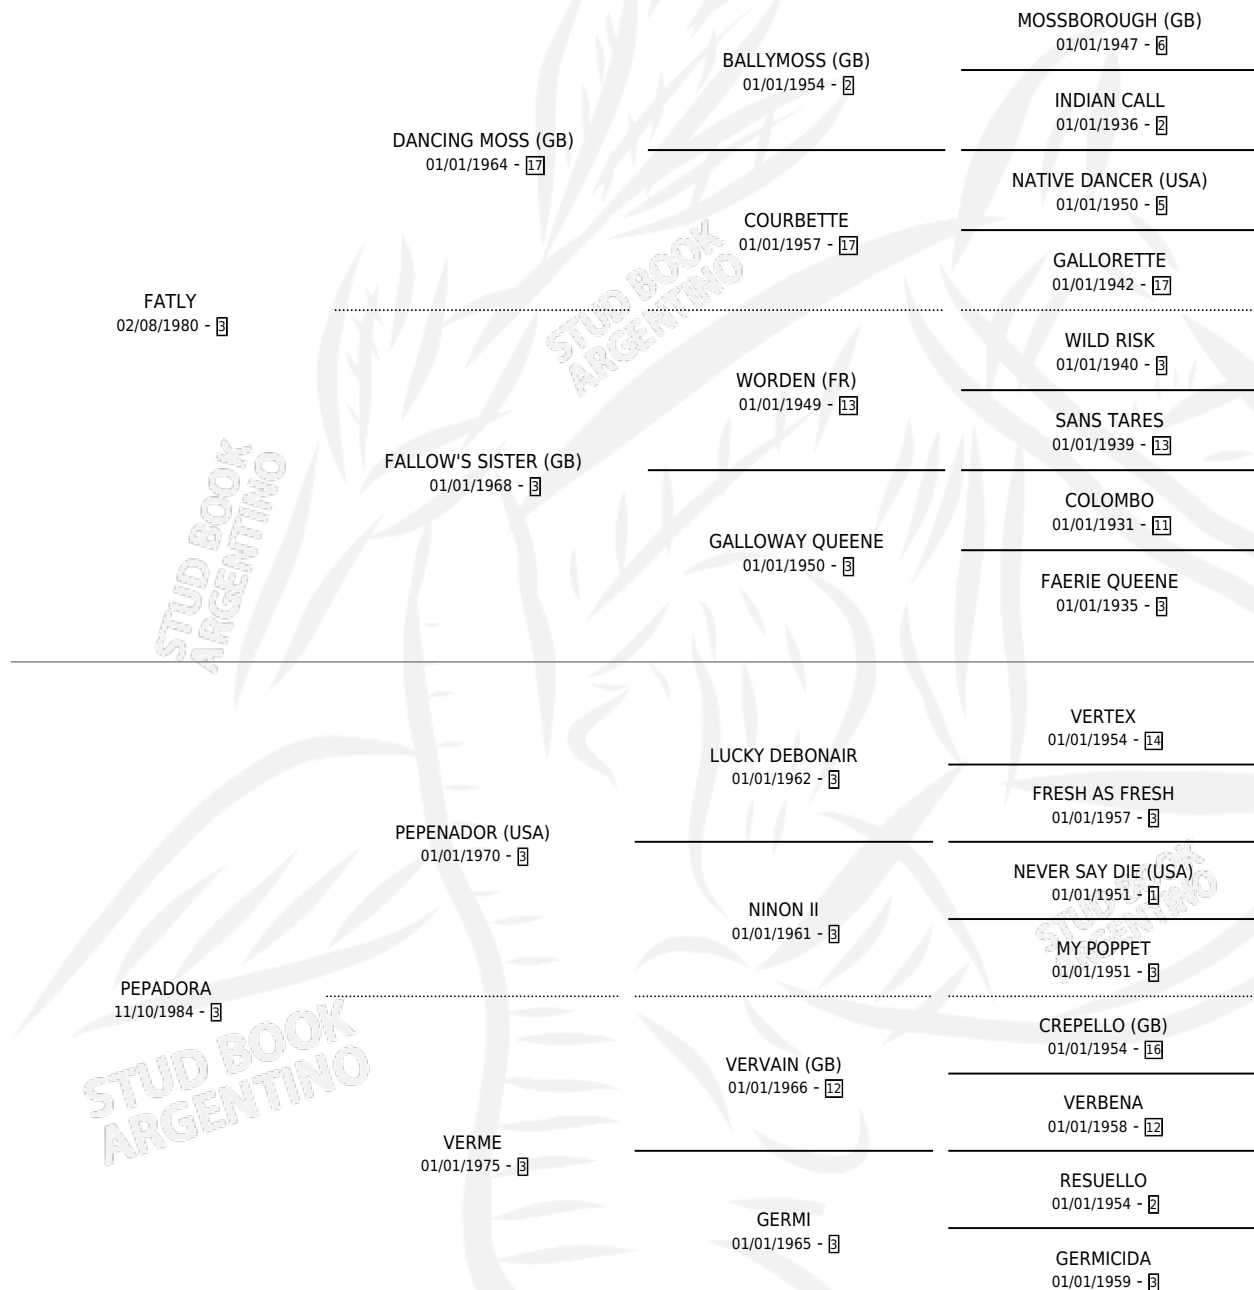 MOSSBOROUGH (GB)
01/01/1947 - 6
BALLYMOSS (GB)
01/01/1954 - 2
INDIAN CALL
01/01/1936 - 2
DANCING MOSS (GB)
01/01/1964 - 17
NATIVE DANCER (USA)
01/01/1950 - 5
COURBETTE
01/01/1957 - 17
GALLORETTE
01/01/1942 - 17
FATLY
02/08/1980 - 3
WILD RISK
01/01/1940 - 3
WORDEN (FR)
01/01/1949 - 13
SANS TARES
01/01/1939 - 13
FALLOW'S SISTER (GB)
01/01/1968 - 3
COLOMBO
01/01/1931 - 11
GALLOWAY QUEENE
01/01/1950 - 3
FAERIE QUEENE
01/01/1935 - 3
VERTEX
01/01/1954 - 14
LUCKY DEBONAIR
01/01/1962 - 3
FRESH AS FRESH
01/01/1957 - 3
PEPENADOR (USA)
01/01/1970 - 3
NEVER SAY DIE (USA)
01/01/1951 - 1
NINON II
01/01/1961 - 3
MY POPPET
01/01/1951 - 3
PEPADORA
11/10/1984 - 3
CREPELLO (GB)
01/01/1954 - 16
VERVAIN (GB)
01/01/1966 - 12
VERBENA
01/01/1958 - 12
VERME
01/01/1975 - 3
RESUELLO
01/01/1954 - 2
GERMI
01/01/1965 - 3
GERMICIDA
01/01/1959 - 3
STUD BOOK
ARGENTINO
STUD BOOK
ARGENTINO
STUD BOOK
ARGENTINO
STUD BOOK
ARGENTINO